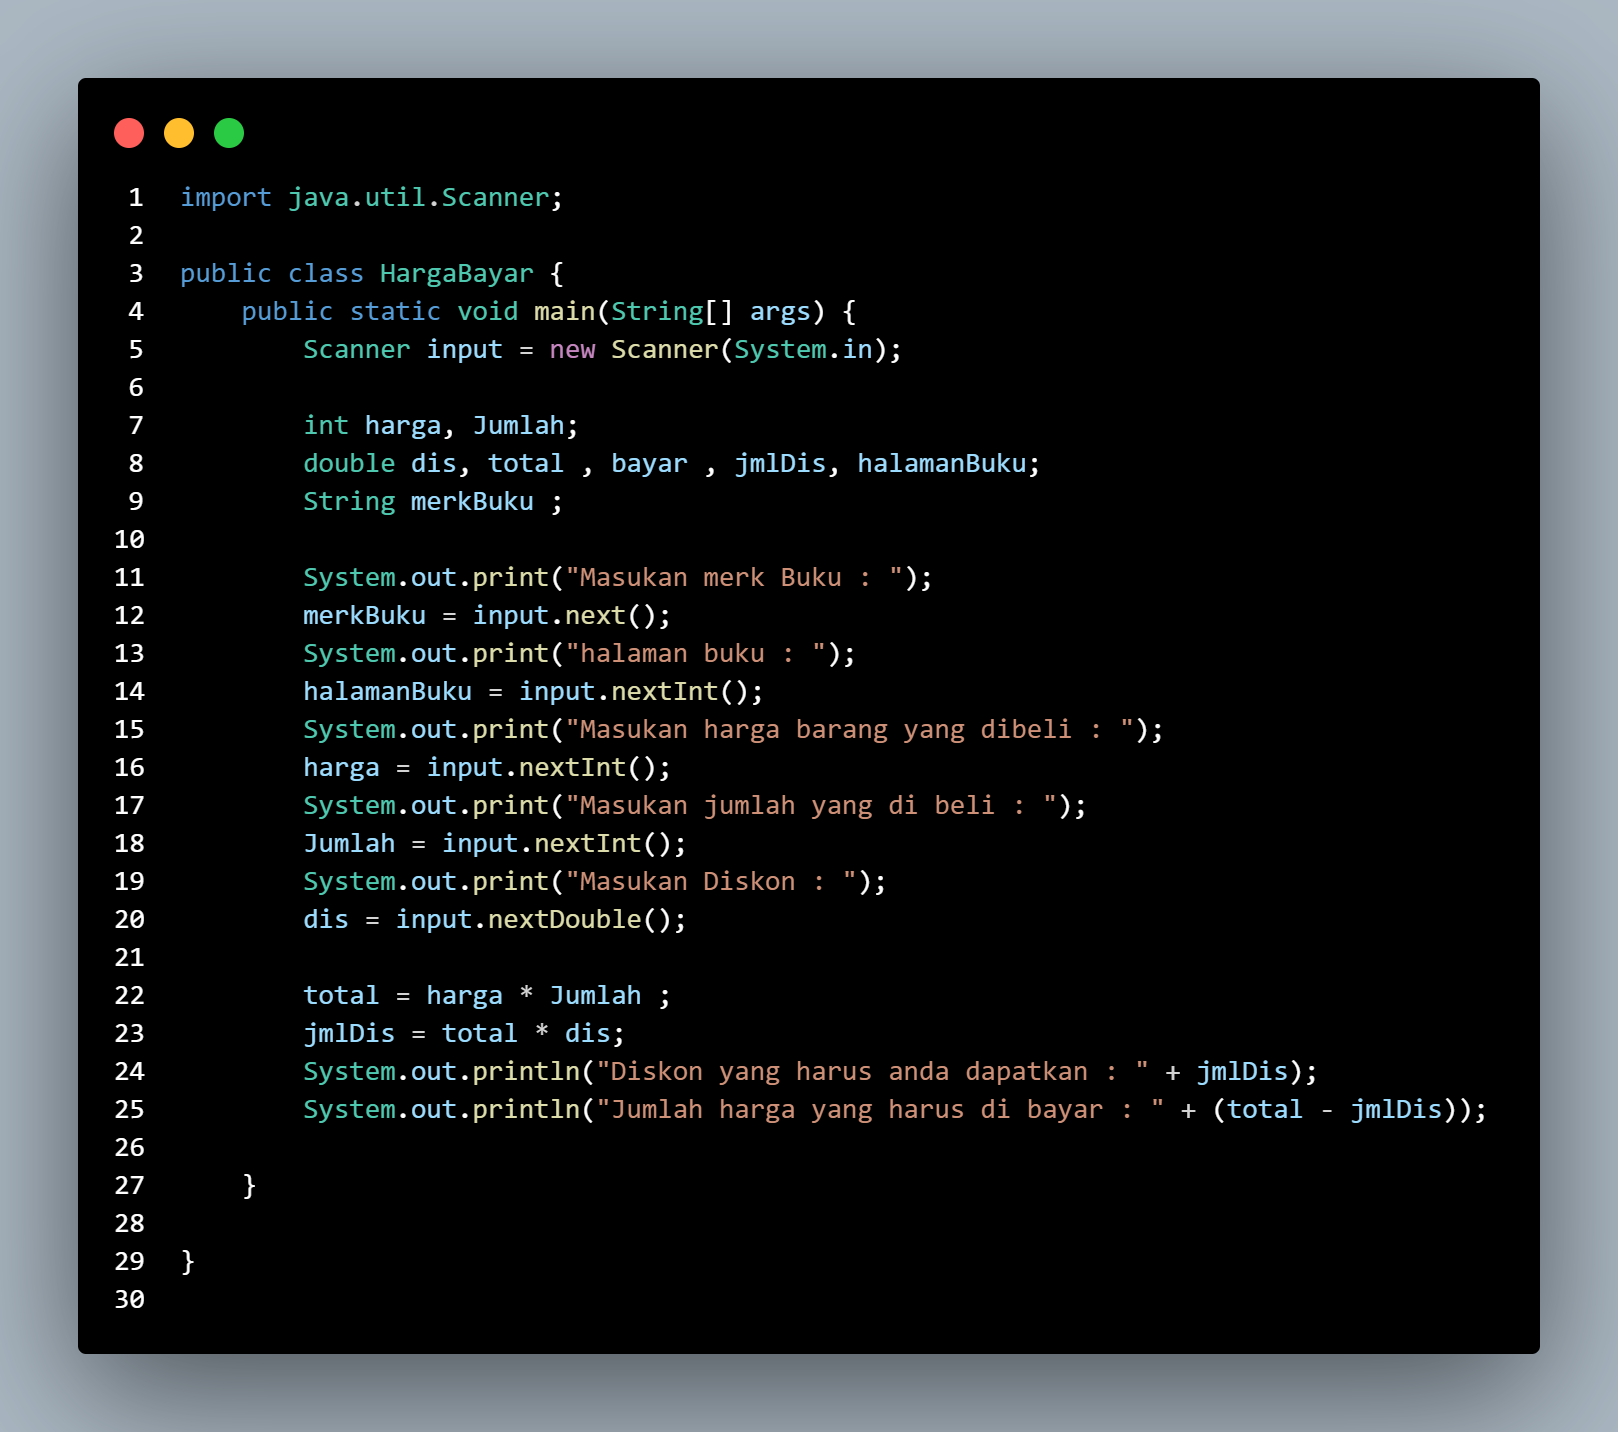 1 import java.util.Scanner;
2
3 public class HargaBayar {
4     public static void main(String[] args) {
5         Scanner input = new Scanner(System.in);
6
7         int harga, Jumlah;
8         double dis, total , bayar , jmlDis, halamanBuku;
9         String merkBuku ;
10
11         System.out.print("Masukan merk Buku : ");
12         merkBuku = input.next();
13         System.out.print("halaman buku : ");
14         halamanBuku = input.nextInt();
15         System.out.print("Masukan harga barang yang dibeli : ");
16         harga = input.nextInt();
17         System.out.print("Masukan jumlah yang di beli : ");
18         Jumlah = input.nextInt();
19         System.out.print("Masukan Diskon : ");
20         dis = input.nextDouble();
21
22         total = harga * Jumlah ;
23         jmlDis = total * dis;
24         System.out.println("Diskon yang harus anda dapatkan : " + jmlDis);
25         System.out.println("Jumlah harga yang harus di bayar : " + (total - jmlDis));
26
27     }
28
29 }
30